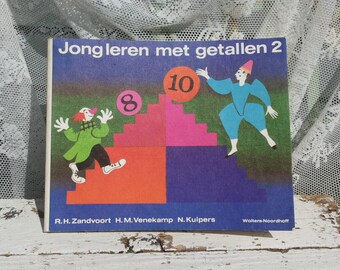 Jongleren met getallen 2
8
10
R.H. Zandvoort H.M. Venekamp N. Kuipers Wolters-Noordhoff